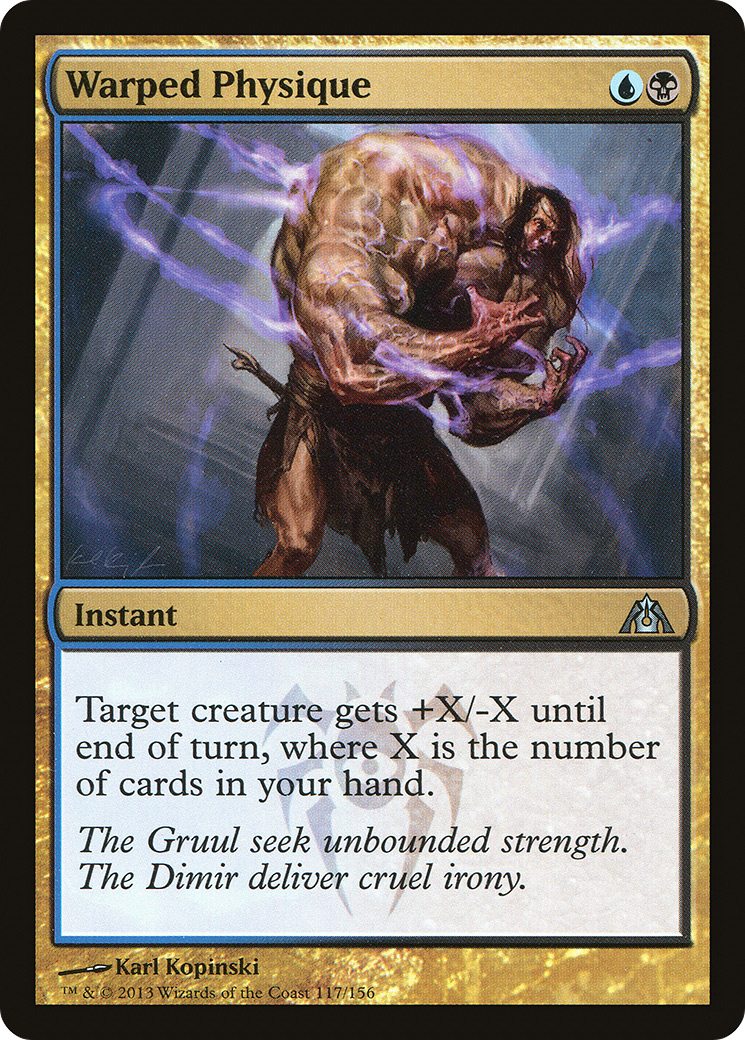 Warped Physique
Instant
Target creature gets +X/-X until
end of turn, where X is the number
of cards in your hand.
The Gruul seek unbounded strength.
The Dimir deliver cruel irony.
Karl Kopinski
™ & © 2013 Wizards of the Coast 117/156